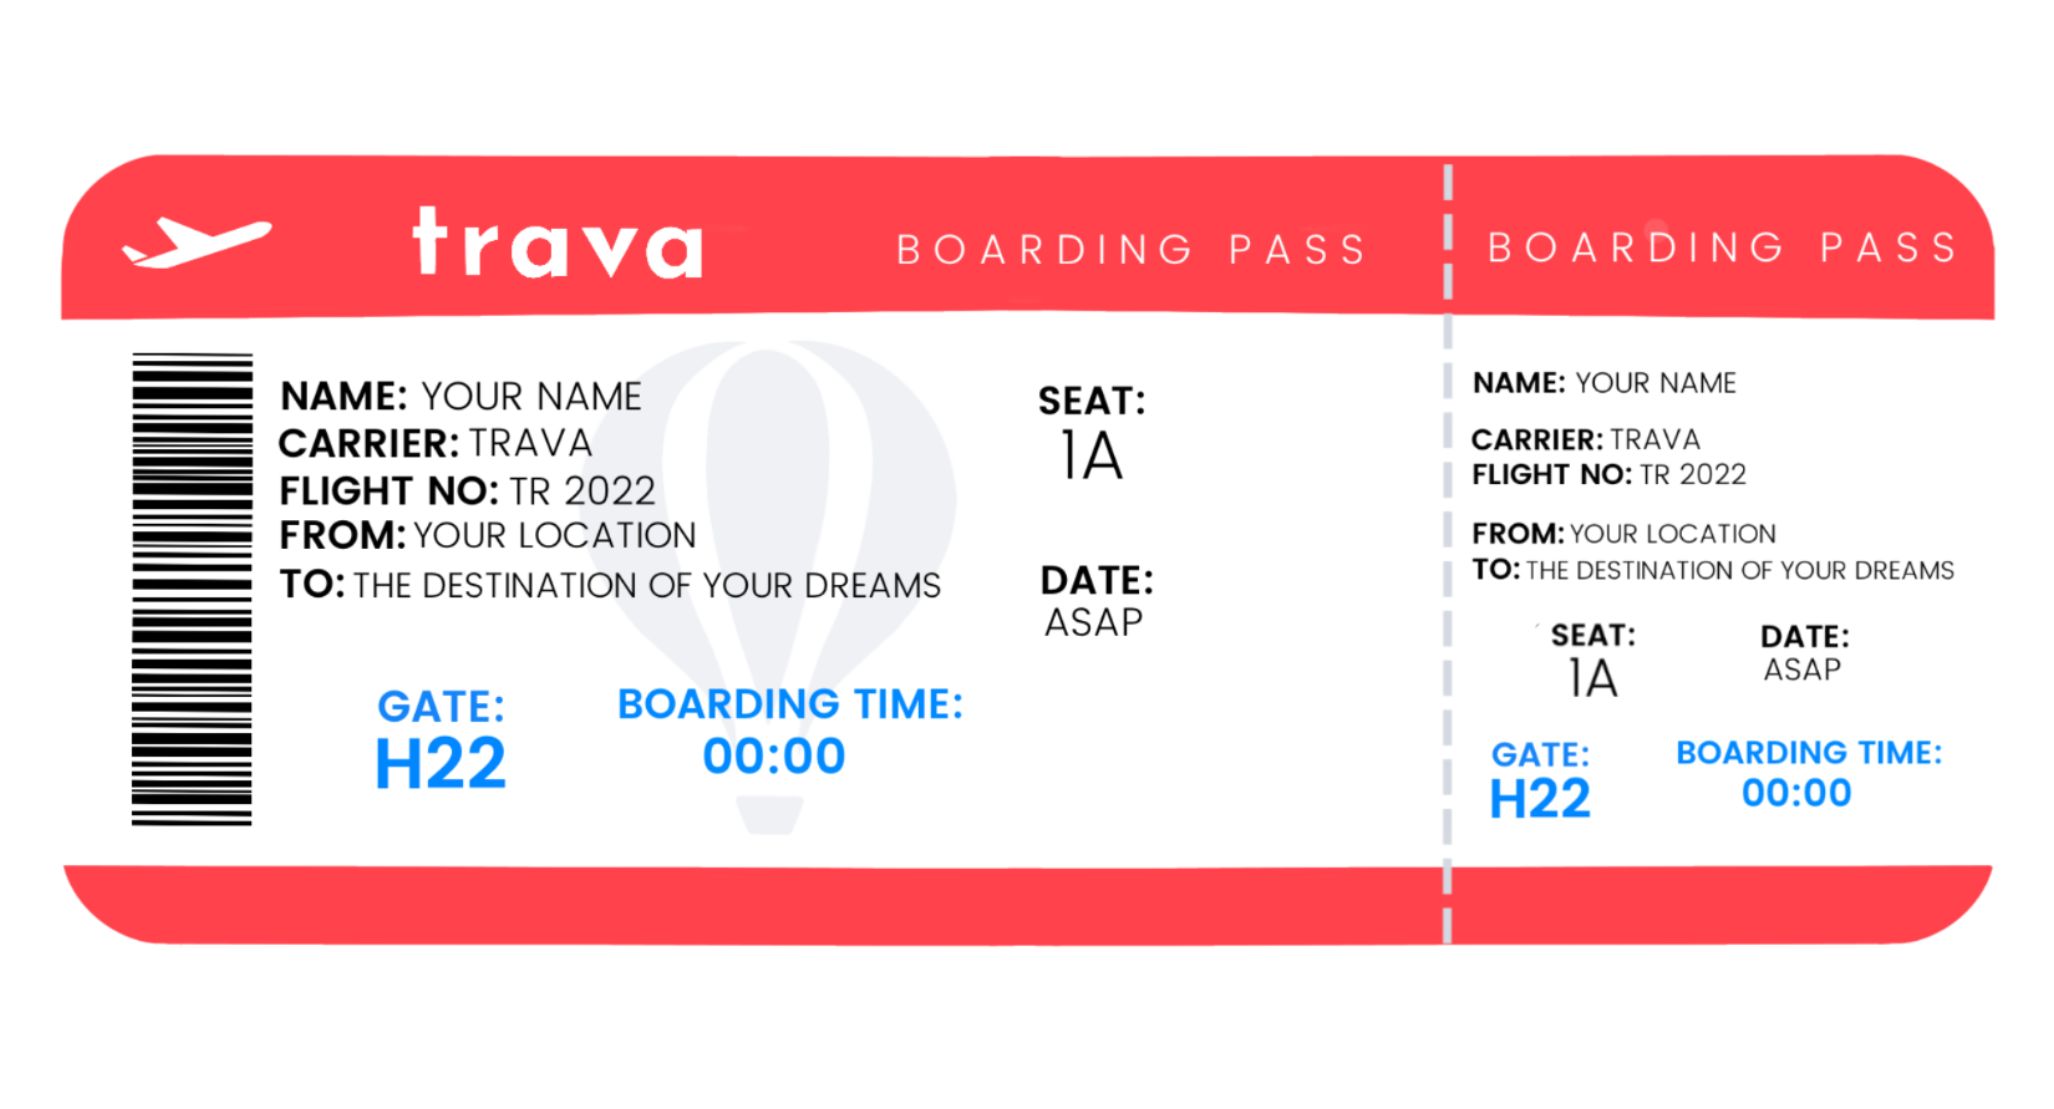 trava
BOARDING PASS
NAME: YOUR NAME
CARRIER: TRAVA
FLIGHT NO: TR 2022
FROM: YOUR LOCATION
TO: THE DESTINATION OF YOUR DREAMS
SEAT:
1A
DATE:
ASAP
GATE:
H22
BOARDING TIME:
00:00
BOARDING PASS
NAME: YOUR NAME
CARRIER: TRAVA
FLIGHT NO: TR 2022
FROM: YOUR LOCATION
TO: THE DESTINATION OF YOUR DREAMS
SEAT:
1A
DATE:
ASAP
GATE:
H22
BOARDING TIME:
00:00